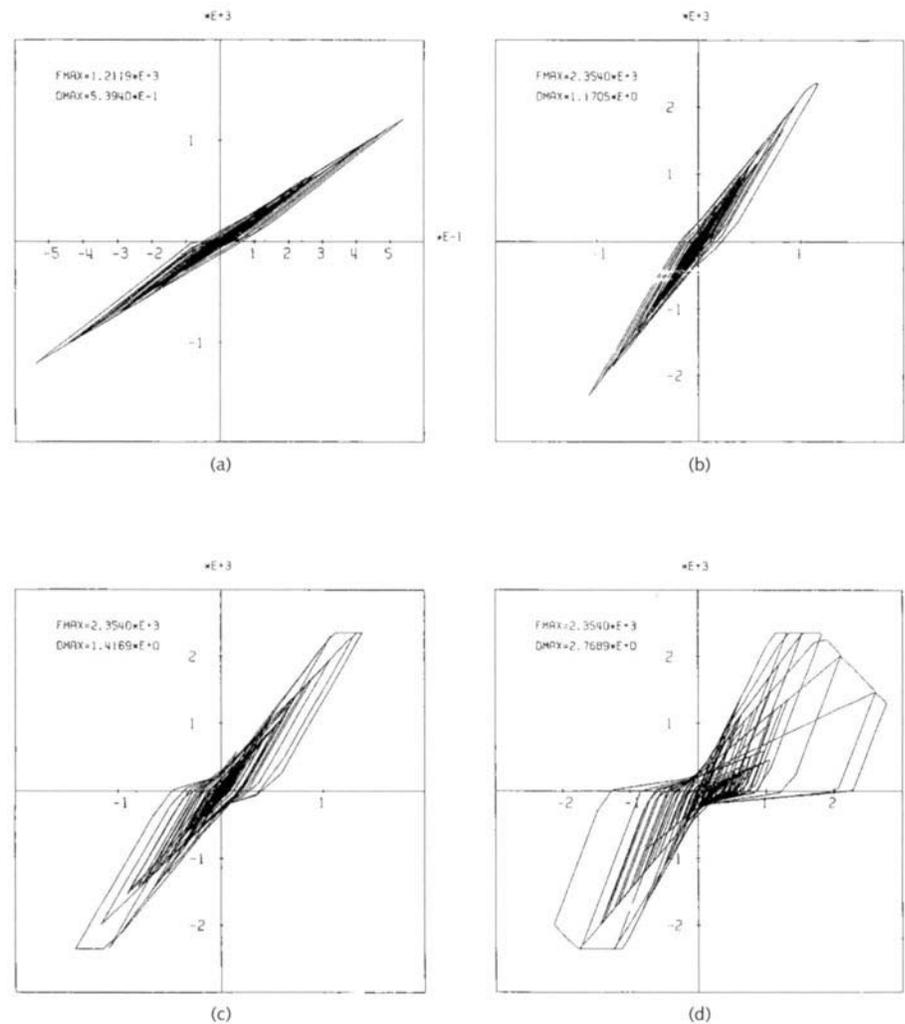 *E+3
FMAX=1.2119*E+3
DMAX=5.3940*E-1
1
-5 -4 -3 -2 1 2 3 4 5
*E-1
-1
(a)
*E+3
FMAX=2.3540*E+3
DMAX=1.1705*E+0
2
1
-1 1
-1
-2
(b)
*E+3
FMAX=2.3540*E+3
DMAX=1.4169*E+0
2
1
-1 1
-1
-2
(c)
*E+3
FMAX=2.3540*E+3
DMAX=2.7689*E+0
2
1
-2 -1 1 2
-1
-2
(d)